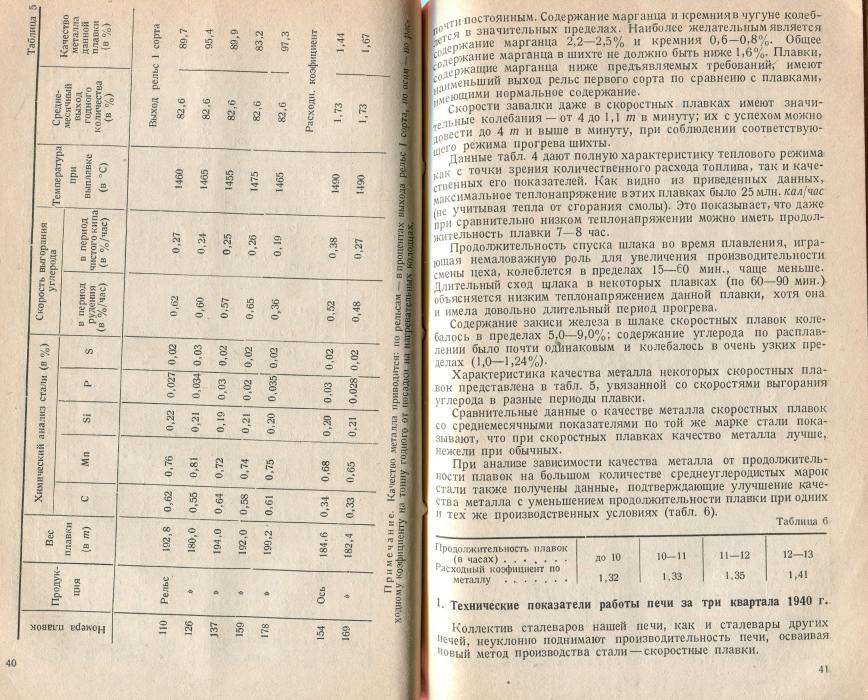 Таблица 5
Номера плавок | Продукция | Вес плавки (в т) | Химический анализ стали (в %) | Скорость выгорания углерода | Температура при выплавке (в °С) | Среднемесячный выход годного количества (в %) | Качество металла данной плавки (в %)
C | Mn | Si | P | S | в период рудения (в %/час) | в период чистого кипа (в %/час)
Выход рельс I сорта
110 | Рельс | 192,8 | 0,62 | 0,76 | 0,22 | 0,027 | 0,02 | 0,62 | 0,27 | 1460 | 82,6 | 89,7
126 | » | 180,0 | 0,55 | 0,81 | 0,21 | 0,034 | 0,03 | 0,60 | 0,24 | 1465 | 82,6 | 95,4
137 | » | 194,0 | 0,64 | 0,72 | 0,19 | 0,03 | 0,02 | 0,57 | 0,25 | 1455 | 82,6 | 89,9
159 | » | 192,0 | 0,58 | 0,74 | 0,21 | 0,02 | 0,02 | 0,65 | 0,26 | 1475 | 82,6 | 83,2
178 | » | 199,2 | 0,61 | 0,75 | 0,20 | 0,035 | 0,02 | 0,36 | 0,19 | 1465 | 82,6 | 97,3
Расходн. коэфициент
154 | Ось | 184,6 | 0,34 | 0,68 | 0,20 | 0,03 | 0,02 | 0,52 | 0,38 | 1490 | 1,73 | 1,44
169 | » | 182,4 | 0,33 | 0,65 | 0,21 | 0,028 | 0,02 | 0,48 | 0,27 | 1490 | 1,73 | 1,67
Примечание. Качество металла приводится: по рельсам — в процентах выхода рельс I сорта, по оси — по рас-
ходному коэфициенту на тонну годного от посадки на нагревательных колодцах.
40
почти постоянным. Содержание марганца и кремния в чугуне колеб-
лется в значительных пределах. Наиболее желательным является
содержание марганца 2,2—2,5% и кремния 0,6—0,8%. Общее
содержание марганца в шихте не должно быть ниже 1,6%. Плавки,
содержащие марганца ниже предъявляемых требований, имеют
наименьший выход рельс первого сорта по сравнению с плавками,
имеющими нормальное содержание.
Скорости завалки даже в скоростных плавках имеют значи-
тельные колебания — от 4 до 1,1 т в минуту; их с успехом можно
довести до 4 т и выше в минуту, при соблюдении соответствую-
щего режима прогрева шихты.
Данные табл. 4 дают полную характеристику теплового режима
как с точки зрения количественного расхода топлива, так и каче-
ственных его показателей. Как видно из приведенных данных,
максимальное теплонапряжение в этих плавках было 25 млн. кал/час
(не учитывая тепла от сгорания смолы). Это показывает, что даже
при сравнительно низком теплонапряжении можно иметь продол-
жительность плавки 7—8 час.
Продолжительность спуска шлака во время плавления, игра-
ющая немаловажную роль для увеличения производительности
смены цеха, колеблется в пределах 15—60 мин., чаще меньше.
Длительный сход шлака в некоторых плавках (по 60—90 мин.)
объясняется низким теплонапряжением данной плавки, хотя она
и имела довольно длительный период прогрева.
Содержание закиси железа в шлаке скоростных плавок коле-
балось в пределах 5,0—9,0%; содержание углерода по расплав-
лении было почти одинаковым и колебалось в очень узких пре-
делах (1,0—1,24%).
Характеристика качества металла некоторых скоростных пла-
вок представлена в табл. 5, увязанной со скоростями выгорания
углерода в разные периоды плавки.
Сравнительные данные о качестве металла скоростных плавок
со среднемесячными показателями по той же марке стали пока-
зывают, что при скоростных плавках качество металла лучше,
нежели при обычных.
При анализе зависимости качества металла от продолжитель-
ности плавок на большом количестве среднеуглеродистых марок
стали также получены данные, подтверждающие улучшение каче-
ства металла с уменьшением продолжительности плавки при одних
и тех же производственных условиях (табл. 6).
Таблица 6
Продолжительность плавок
(в часах) . . . . . . . | до 10 | 10—11 | 11—12 | 12—13
Расходный коэфициент по
металлу . . . . . . . | 1,32 | 1,33 | 1,35 | 1,41
1. Технические показатели работы печи за три квартала 1940 г.
Коллектив сталеваров нашей печи, как и сталевары других
печей, неуклонно поднимают производительность печи, осваивая
новый метод производства стали — скоростные плавки.
41